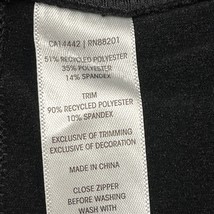 CA14442 | RN88201
51% RECYCLED POLYESTER
35% POLYESTER
14% SPANDEX
TRIM
90% RECYCLED POLYESTER
10% SPANDEX
EXCLUSIVE OF TRIMMING
EXCLUSIVE OF DECORATION
MADE IN CHINA
CLOSE ZIPPER
BEFORE WASHING
WASH WITH